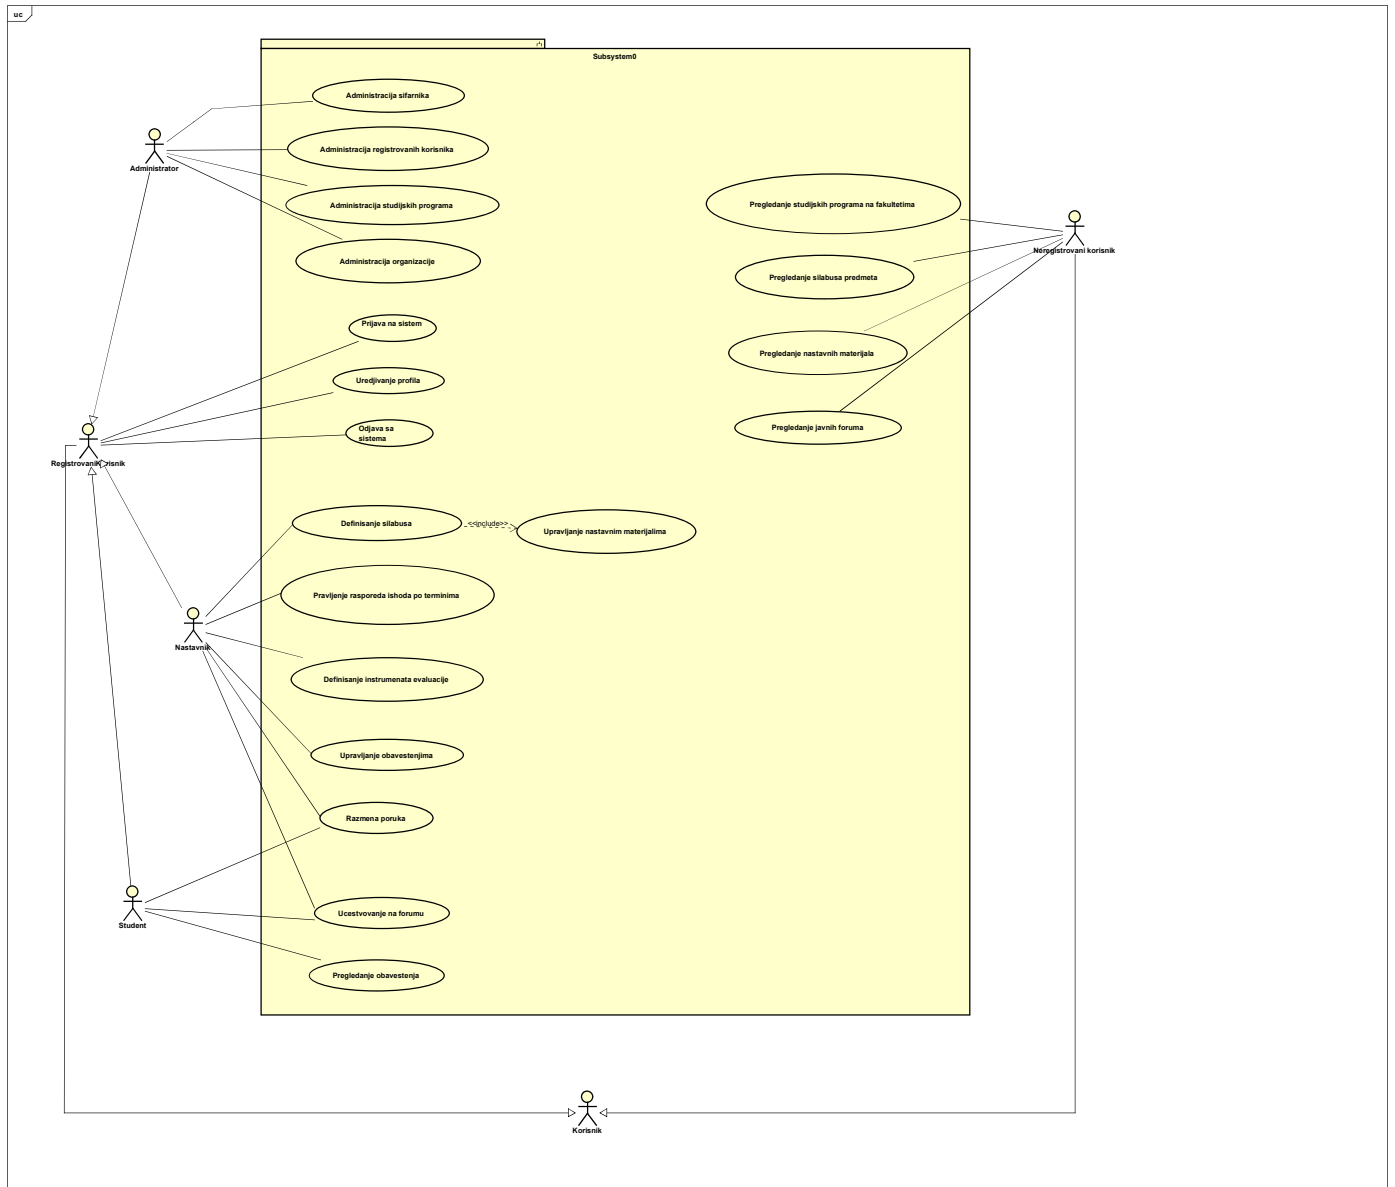 uc
Subsystem0
Administracija sifarnika
Administracija registrovanih korisnika
Administrator
Administracija studijskih programa
Pregledanje studijskih programa na fakultetima
Neregistrovani korisnik
Administracija organizacije
Pregledanje silabusa predmeta
Prijava na sistem
Pregledanje nastavnih materijala
Uredjivanje profila
Odjava sa
sistema
Pregledanje javnih foruma
Definisanje silabusa
<<include>>
Upravljanje nastavnim materijalima
Pravljenje rasporeda ishoda po terminima
Nastavnik
Definisanje instrumenata evaluacije
Upravljanje obavestenjima
Razmena poruka
Ucestvovanje na forumu
Student
Pregledanje obavestenja
Korisnik